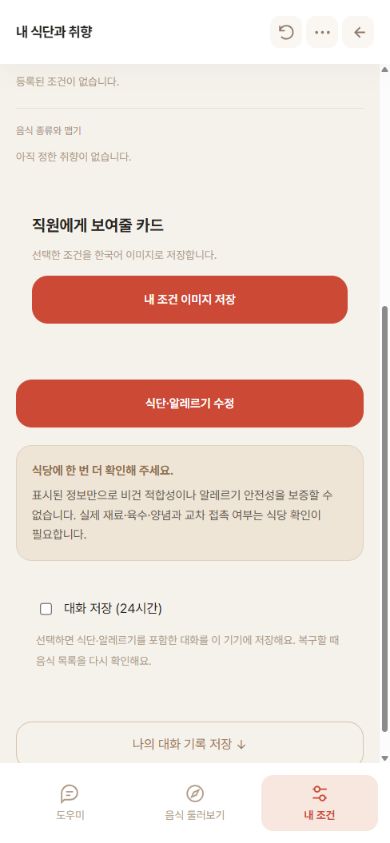 내 식단과 취향
등록된 조건이 없습니다.
음식 종류와 맵기
아직 정한 취향이 없습니다.
직원에게 보여줄 카드
선택한 조건을 한국어 이미지로 저장합니다.
내 조건 이미지 저장
식단·알레르기 수정
식당에 한 번 더 확인해 주세요.
표시된 정보만으로 비건 적합성이나 알레르기 안전성을 보증할 수
없습니다. 실제 재료·육수·양념과 교차 접촉 여부는 식당 확인이
필요합니다.
대화 저장 (24시간)
선택하면 식단·알레르기를 포함한 대화를 이 기기에 저장해요. 복구할 때
음식 목록을 다시 확인해요.
나의 대화 기록 저장 ↓
도우미
음식 둘러보기
내 조건